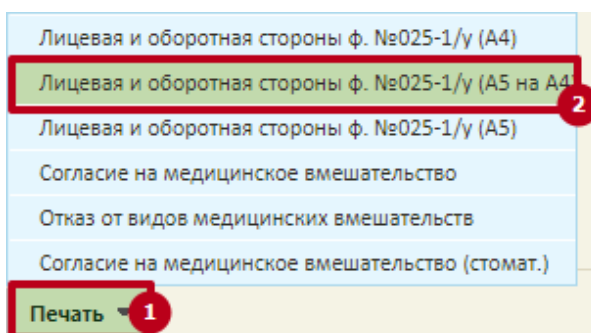 Лицевая и оборотная стороны ф. №025-1/у (А4)
Лицевая и оборотная стороны ф. №025-1/у (А5 на А4)
2
Лицевая и оборотная стороны ф. №025-1/у (А5)
Согласие на медицинское вмешательство
Отказ от видов медицинских вмешательств
Согласие на медицинское вмешательство (стомат.)
Печать 1